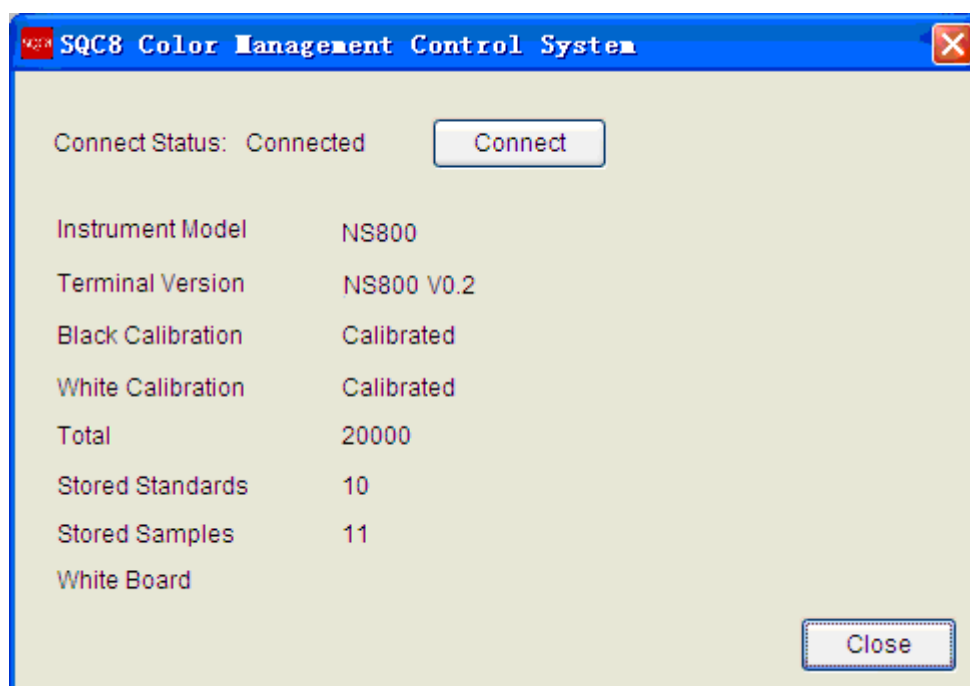 SQC8 SQC8 Color Management Control System
Connect Status: Connected Connect
Instrument Model NS800
Terminal Version NS800 V0.2
Black Calibration Calibrated
White Calibration Calibrated
Total 20000
Stored Standards 10
Stored Samples 11
White Board
Close